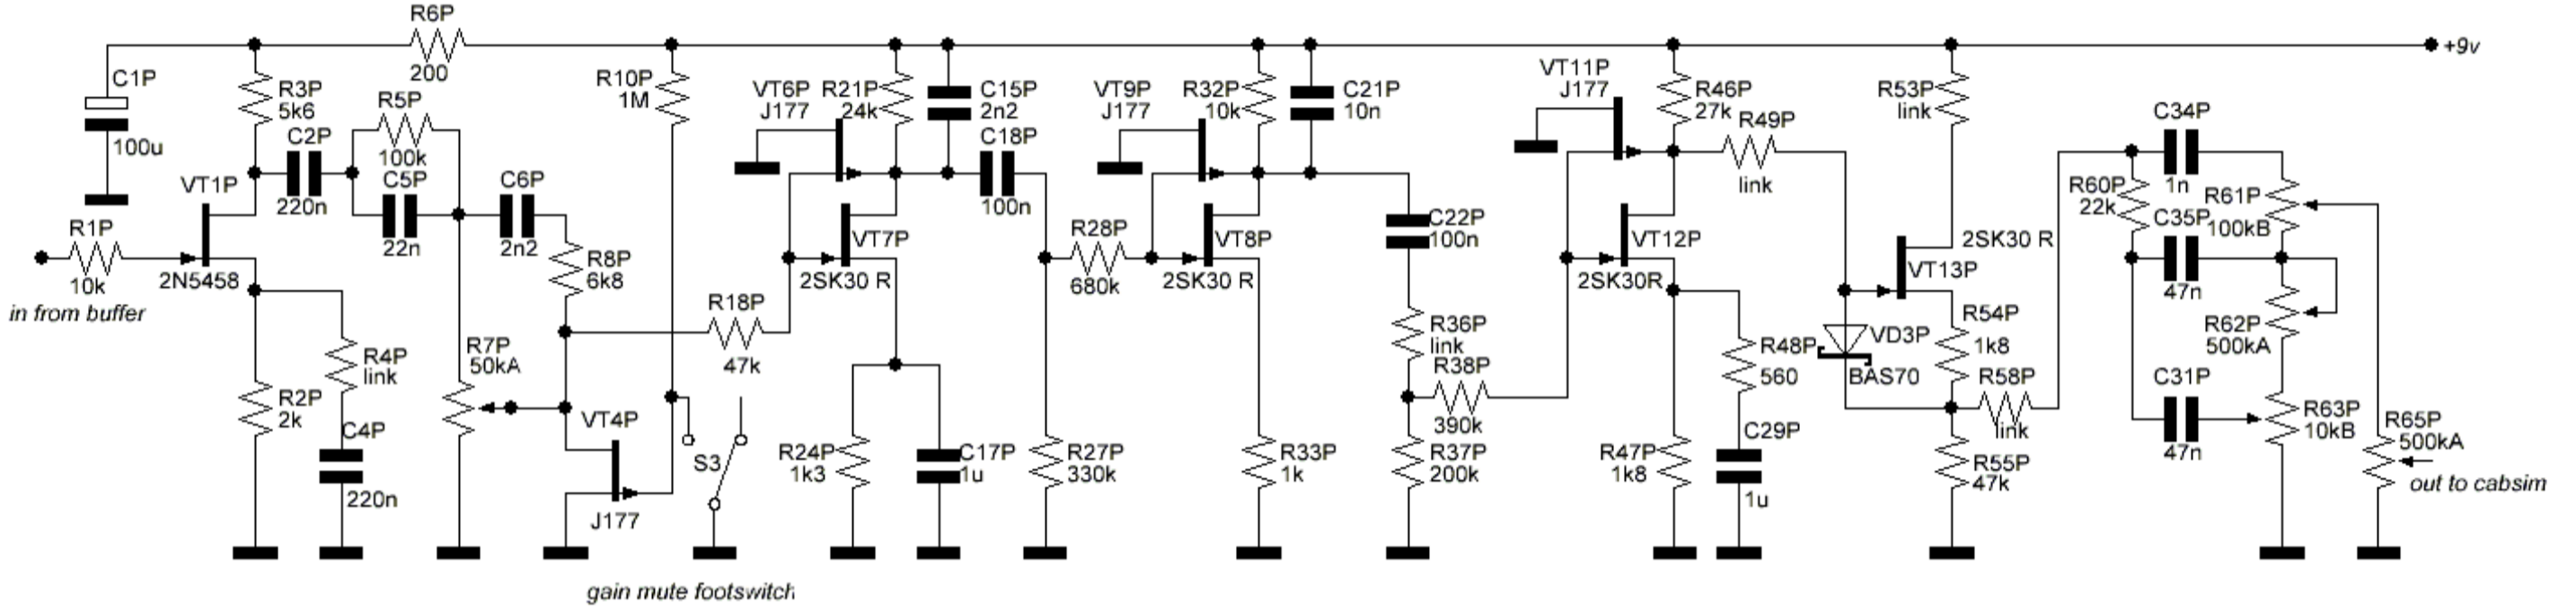 R6P
200
+9v
C1P
100u
R3P
5k6
R5P
100k
C2P
220n
C5P
22n
C6P
2n2
VT1P
2N5458
R1P
10k
in from buffer
R4P
link
R2P
2k
C4P
220n
R7P
50kA
R8P
6k8
R10P
1M
R18P
47k
VT4P
J177
S3
gain mute footswitch
VT6P
J177
R21P
24k
C15P
2n2
C18P
100n
VT7P
2SK30 R
R24P
1k3
C17P
1u
R27P
330k
R28P
680k
VT9P
J177
R32P
10k
C21P
10n
VT8P
2SK30 R
R33P
1k
C22P
100n
R36P
link
R38P
390k
R37P
200k
VT11P
J177
R46P
27k
R49P
link
VT12P
2SK30R
R47P
1k8
R48P
560
C29P
1u
R53P
link
2SK30 R
VT13P
VD3P
BAS70
R54P
1k8
R58P
link
R55P
47k
R60P
22k
C34P
1n
C35P
47n
C31P
47n
R61P
100kB
R62P
500kA
R63P
10kB
R65P
500kA
out to cabsim